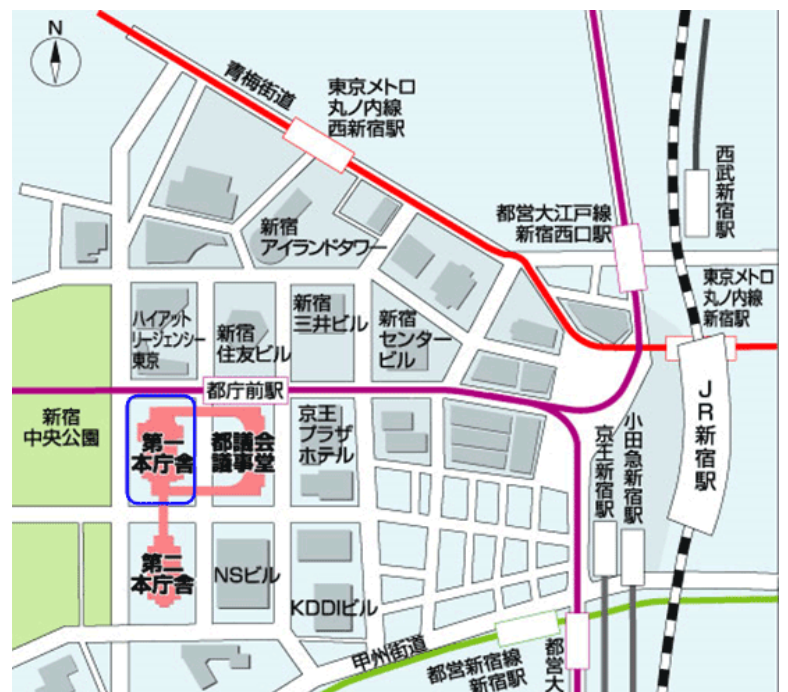 N
青梅街道
東京メトロ
丸ノ内線
西新宿駅
西武新宿駅
都営大江戸線
新宿西口駅
新宿
アイランドタワー
東京メトロ
丸ノ内線
新宿駅
ハイアット
リージェンシー
東京
新宿
住友ビル
新宿
三井ビル
新宿
センター
ビル
都庁前駅
JR新宿駅
新宿
中央公園
第一
本庁舎
都議会
議事堂
京王
プラザ
ホテル
小田急新宿駅
京王新宿駅
第二
本庁舎
NSビル
KDDIビル
甲州街道
都営新宿線
新宿駅
都営大